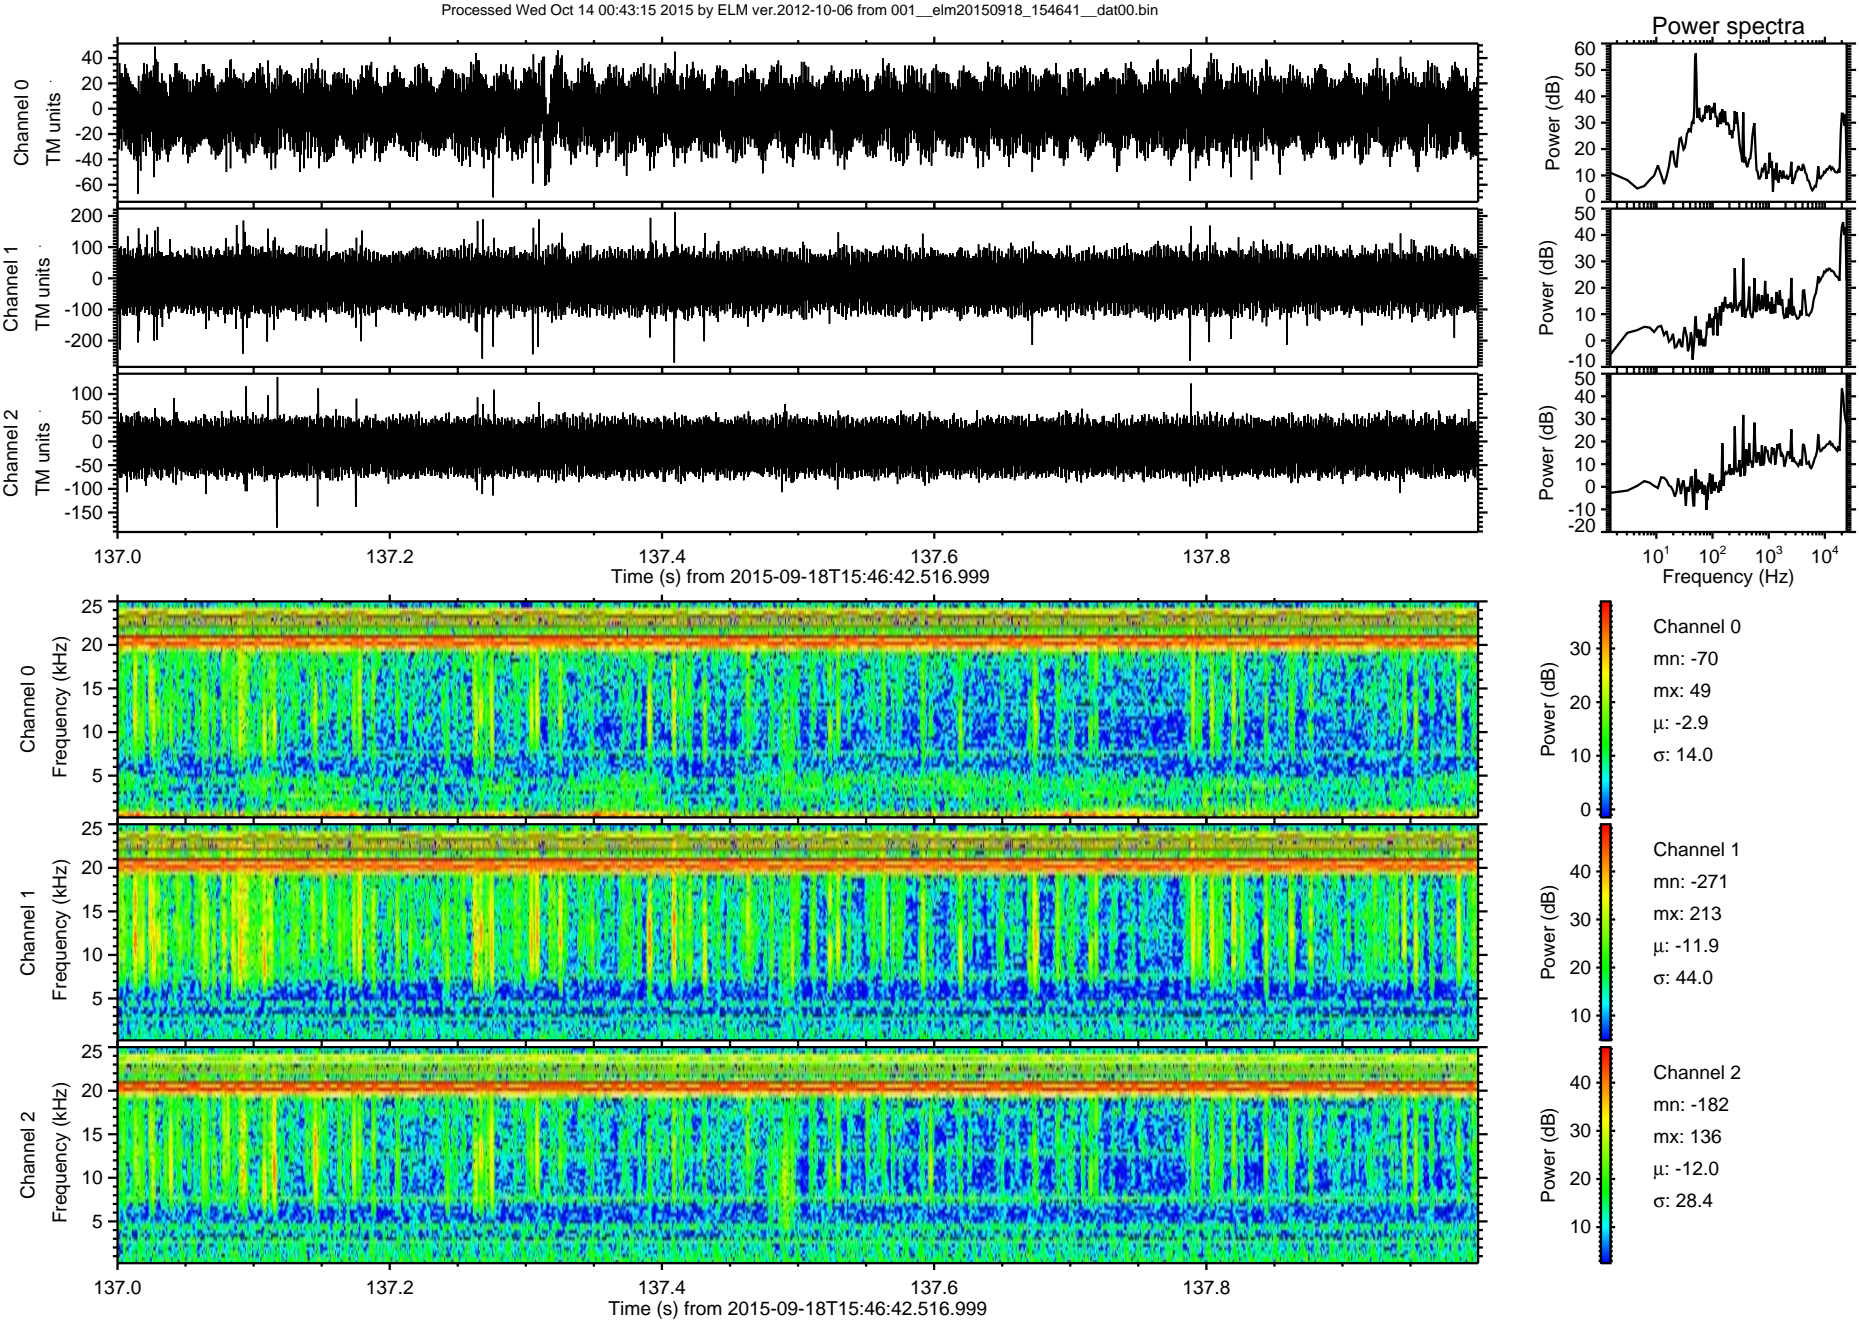 Processed Wed Oct 14 00:43:15 2015 by ELM ver.2012-10-06 from 001__elm20150918_154641__dat00.bin
Power spectra
Channel 0
TM units
40
20
0
-20
-40
-60
Power (dB)
60
50
40
30
20
10
0
Channel 1
TM units
200
100
0
-100
-200
Power (dB)
50
40
30
20
10
0
-10
Channel 2
TM units
100
50
0
-50
-100
-150
Power (dB)
50
40
30
20
10
0
-10
-20
137.0 137.2 137.4 137.6 137.8
Time (s) from 2015-09-18T15:46:42.516.999
10¹ 10² 10³ 10⁴
Frequency (Hz)
Channel 0
Frequency (kHz)
25
20
15
10
5
Power (dB)
30
20
10
0
Channel 0
mn: -70
mx: 49
μ: -2.9
σ: 14.0
Channel 1
Frequency (kHz)
25
20
15
10
5
Power (dB)
40
30
20
10
Channel 1
mn: -271
mx: 213
μ: -11.9
σ: 44.0
Channel 2
Frequency (kHz)
25
20
15
10
5
Power (dB)
40
30
20
10
Channel 2
mn: -182
mx: 136
μ: -12.0
σ: 28.4
137.0 137.2 137.4 137.6 137.8
Time (s) from 2015-09-18T15:46:42.516.999